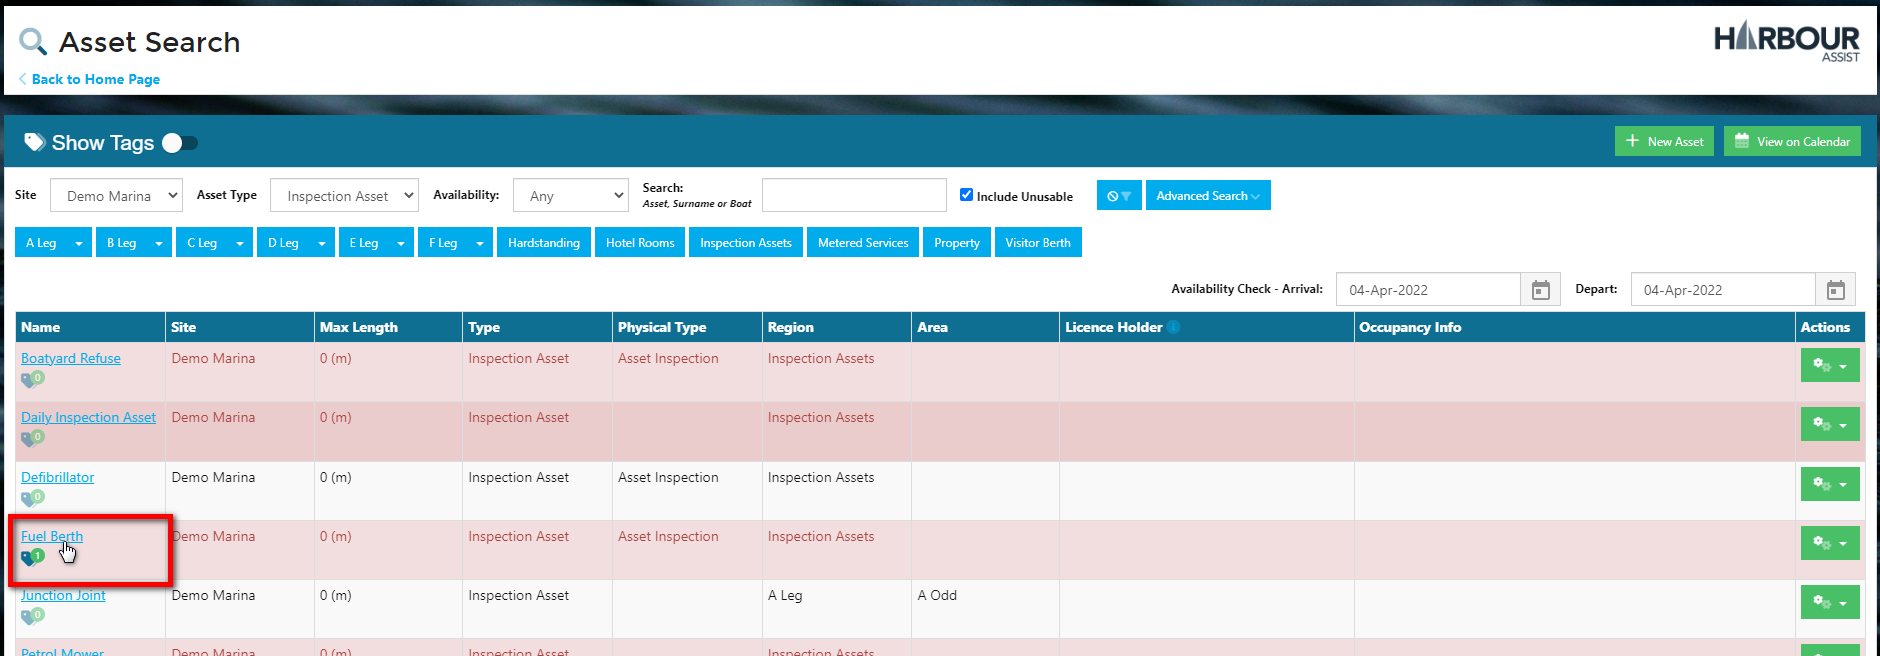 Asset Search
HARBOUR
ASSIST
Back to Home Page
Show Tags
New Asset
View on Calendar
Site
Demo Marina
Asset Type
Inspection Asset
Availability:
Any
Search:
Asset, Surname or Boat
Include Unusable
Advanced Search
A Leg
B Leg
C Leg
D Leg
E Leg
F Leg
Hardstanding
Hotel Rooms
Inspection Assets
Metered Services
Property
Visitor Berth
Availability Check - Arrival:
04-Apr-2022
Depart:
04-Apr-2022
Name Site Max Length Type Physical Type Region Area Licence Holder Occupancy Info Actions
Boatyard Refuse Demo Marina 0 (m) Inspection Asset Asset Inspection Inspection Assets
0
Daily Inspection Asset Demo Marina 0 (m) Inspection Asset Inspection Assets
0
Defibrillator Demo Marina 0 (m) Inspection Asset Asset Inspection Inspection Assets
0
Fuel Berth Demo Marina 0 (m) Inspection Asset Asset Inspection Inspection Assets
1
Junction Joint Demo Marina 0 (m) Inspection Asset A Leg A Odd
0
Petrol Mower Demo Marina 0 (m) Inspection Asset Inspection Assets